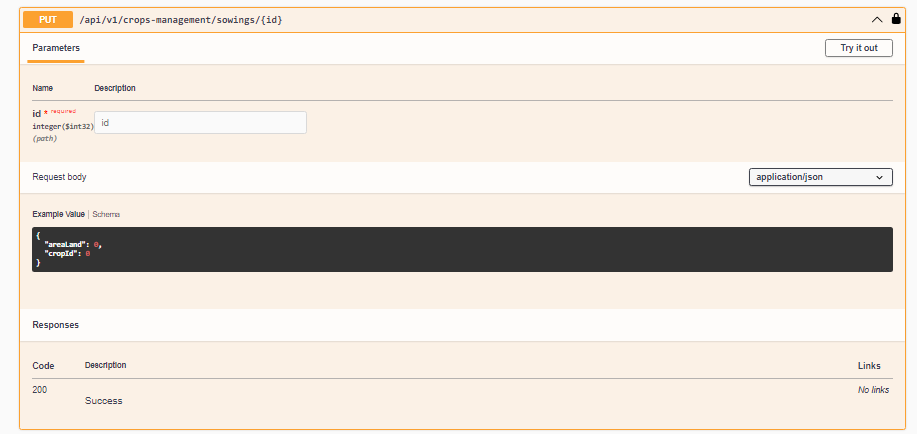 PUT /api/v1/crops-management/sowings/{id}
Parameters
Try it out
Name Description
id * required
integer($int32)
(path)
id
Request body
application/json
Example Value | Schema
{
"areaLand": 0,
"cropId": 0
}
Responses
Code Description Links
200 No links
Success